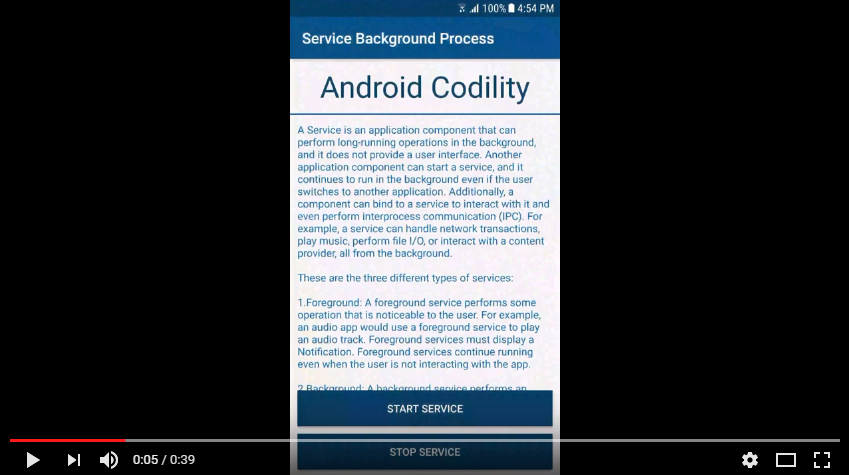 100% 4:54 PM
Service Background Process
Android Codility
A Service is an application component that can
perform long-running operations in the background,
and it does not provide a user interface. Another
application component can start a service, and it
continues to run in the background even if the user
switches to another application. Additionally, a
component can bind to a service to interact with it and
even perform interprocess communication (IPC). For
example, a service can handle network transactions,
play music, perform file I/O, or interact with a content
provider, all from the background.
These are the three different types of services:
1.Foreground: A foreground service performs some
operation that is noticeable to the user. For example,
an audio app would use a foreground service to play
an audio track. Foreground services must display a
Notification. Foreground services continue running
even when the user is not interacting with the app.
2.Background: A background service performs an
START SERVICE
STOP SERVICE
0:05 / 0:39